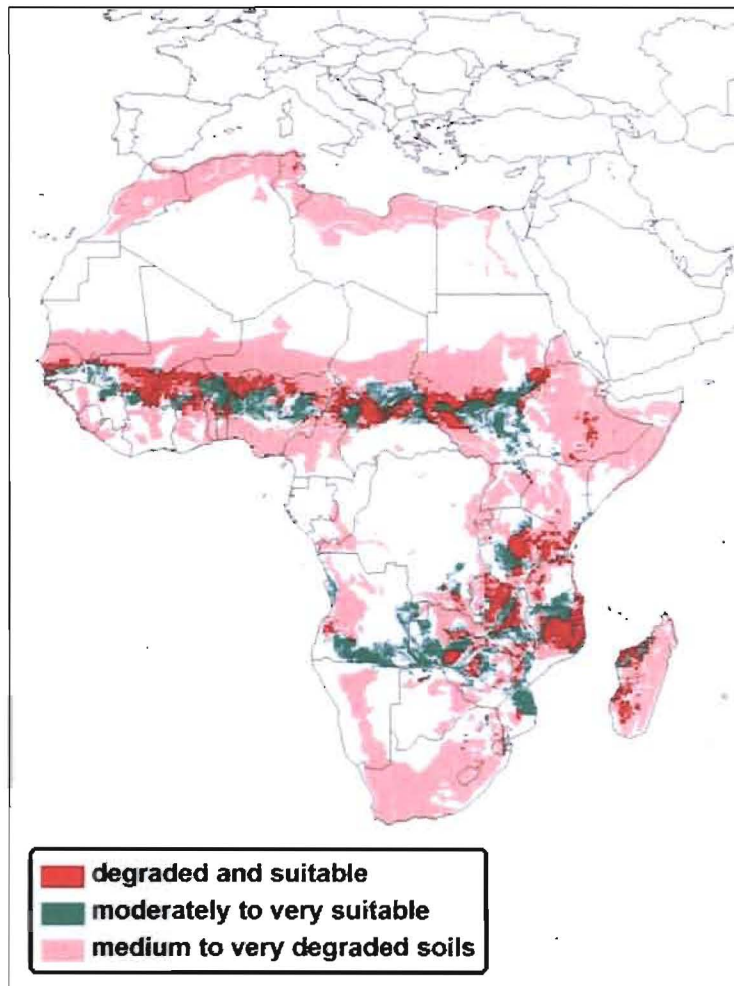 degraded and suitable
moderately to very suitable
medium to very degraded soils